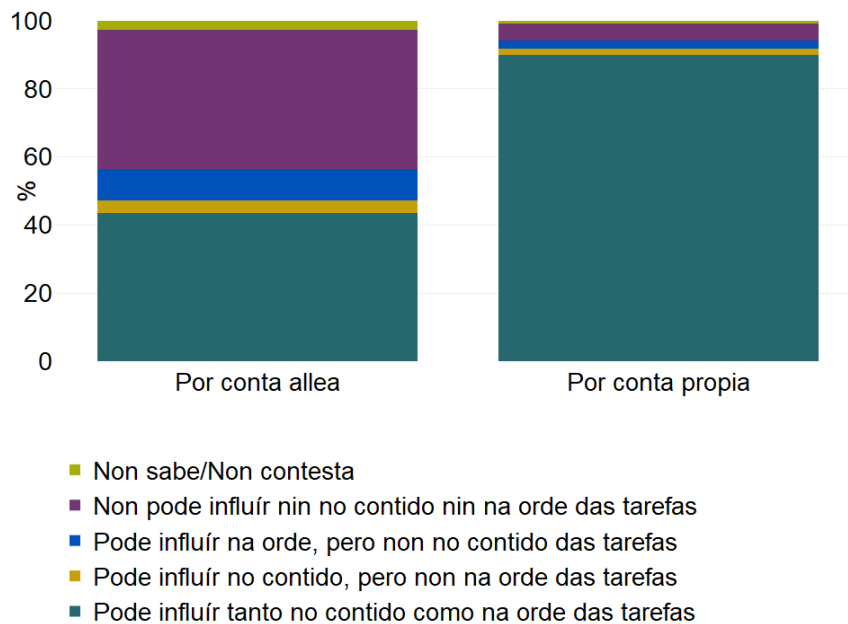 100
80
60
40
20
0
%
Por conta allea
Por conta propia
Non sabe/Non contesta
Non pode influír nin no contido nin na orde das tarefas
Pode influír na orde, pero non no contido das tarefas
Pode influír no contido, pero non na orde das tarefas
Pode influír tanto no contido como na orde das tarefas